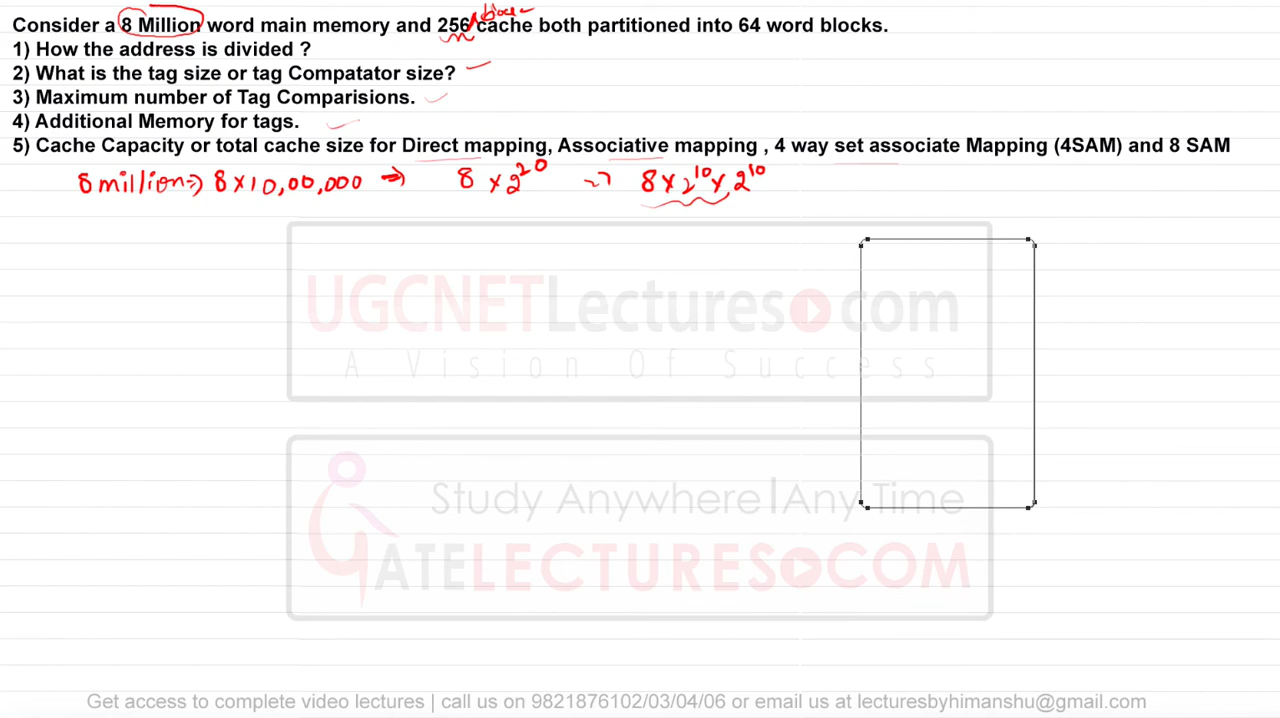 Consider a 8 Million word main memory and 256 block cache both partitioned into 64 word blocks.
1) How the address is divided ?
2) What is the tag size or tag Compatator size?
3) Maximum number of Tag Comparisions.
4) Additional Memory for tags.
5) Cache Capacity or total cache size for Direct mapping, Associative mapping , 4 way set associate Mapping (4SAM) and 8 SAM
8 million => 8 x 10,00,000 => 8 x 2^20 => 8 x 2^10 x 2^10
UGCNETLectures.com
A Vision Of Success
Study Anywhere|Any Time
GATELECTURES.COM
Get access to complete video lectures | call us on 9821876102/03/04/06 or email us at lecturesbyhimanshu@gmail.com